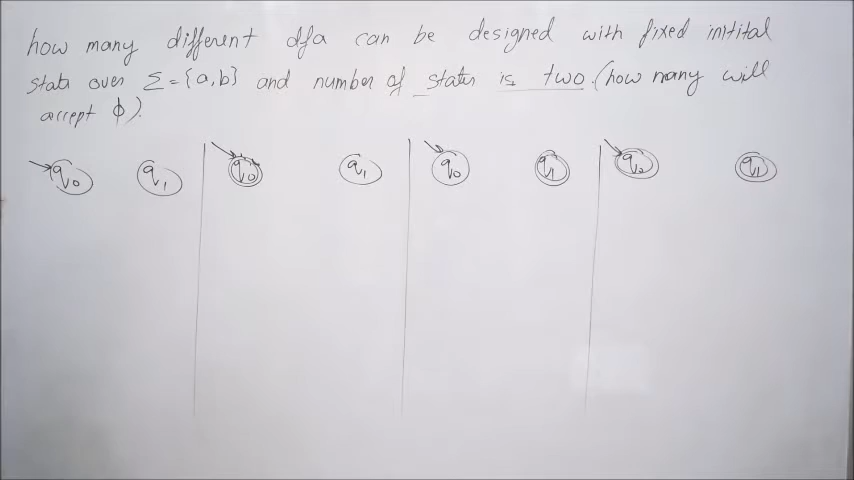 how many different dfa can be designed with fixed initital
state over Σ = {a,b} and number of states is two. (how many will
accept ϕ).
q0 q1 q0 q1 q0 q1 q0 q1